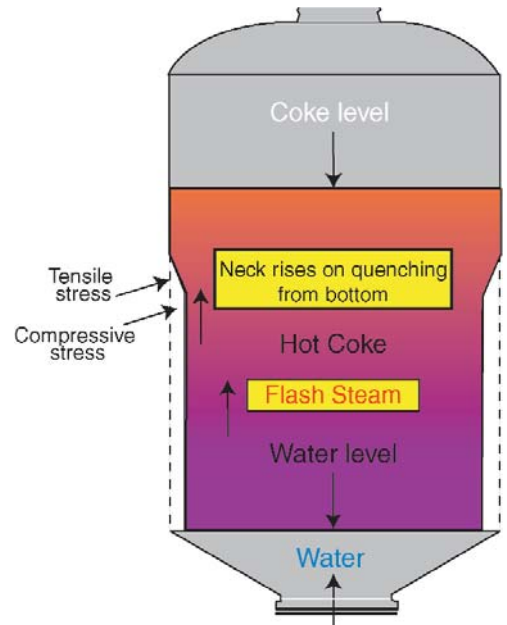 Coke level
Neck rises on quenching
from bottom
Tensile
stress
Compressive
stress
Hot Coke
Flash Steam
Water level
Water